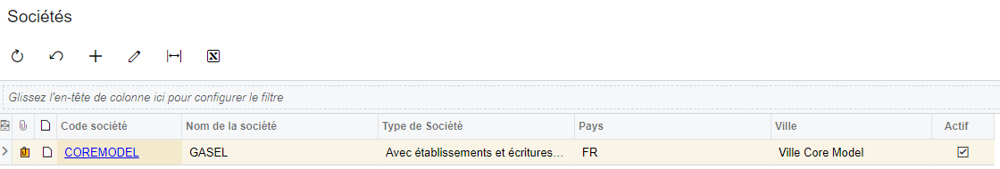 Sociétés
Glissez l'en-tête de colonne ici pour configurer le filtre
Code société Nom de la société Type de Société Pays Ville Actif
COREMODEL GASEL Avec établissements et écritures... FR Ville Core Model